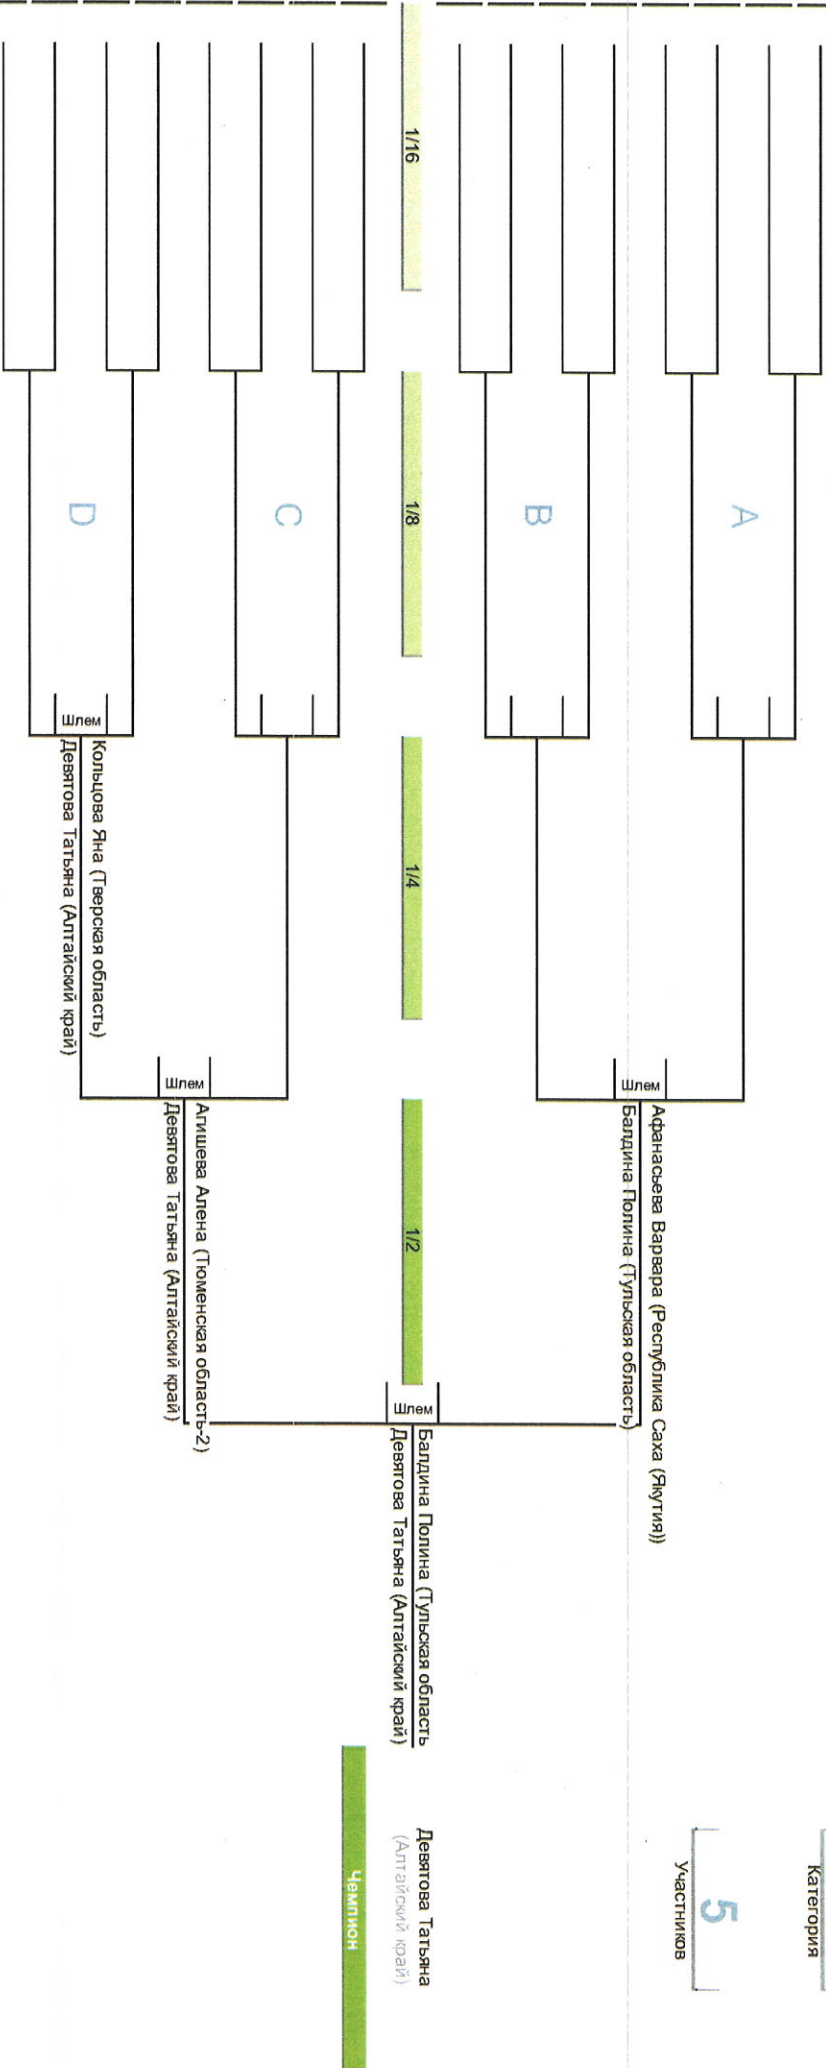 Категория
5
Участников
1/16
1/8
1/4
1/2
A
B
C
D
Шлем
Афанасьева Варвара (Республика Саха (Якутия))
Балдина Полина (Тульская область)
Шлем
Кольцова Яна (Тверская область)
Девятова Татьяна (Алтайский край)
Шлем
Агишева Алена (Тюменская область-2)
Девятова Татьяна (Алтайский край)
Шлем
Балдина Полина (Тульская область
Девятова Татьяна (Алтайский край)
Девятова Татьяна
(Алтайский край)
Чемпион